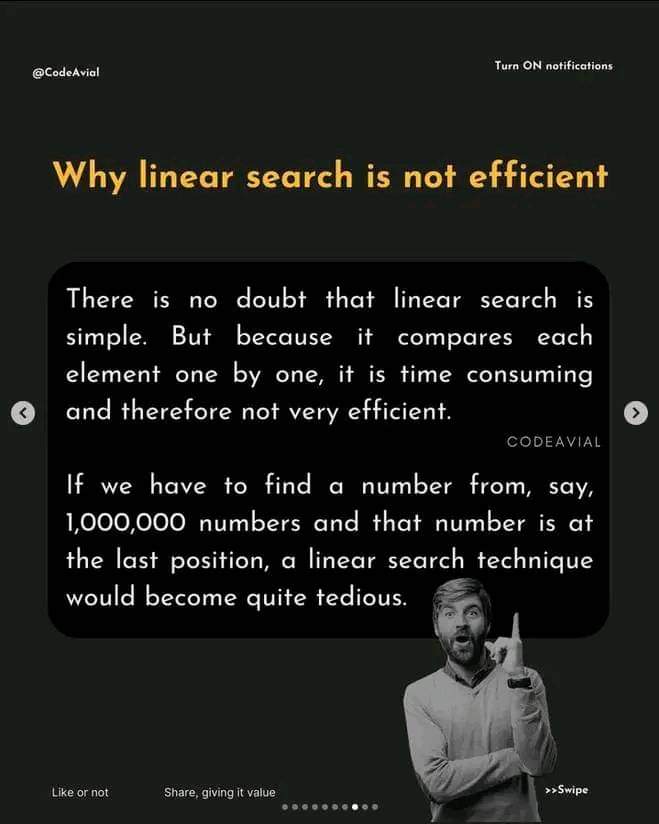 @CodeAvial
Turn ON notifications
Why linear search is not efficient
There is no doubt that linear search is
simple. But because it compares each
element one by one, it is time consuming
and therefore not very efficient.
CODEAVIAL
If we have to find a number from, say,
1,000,000 numbers and that number is at
the last position, a linear search technique
would become quite tedious.
Like or not
Share, giving it value
>>Swipe